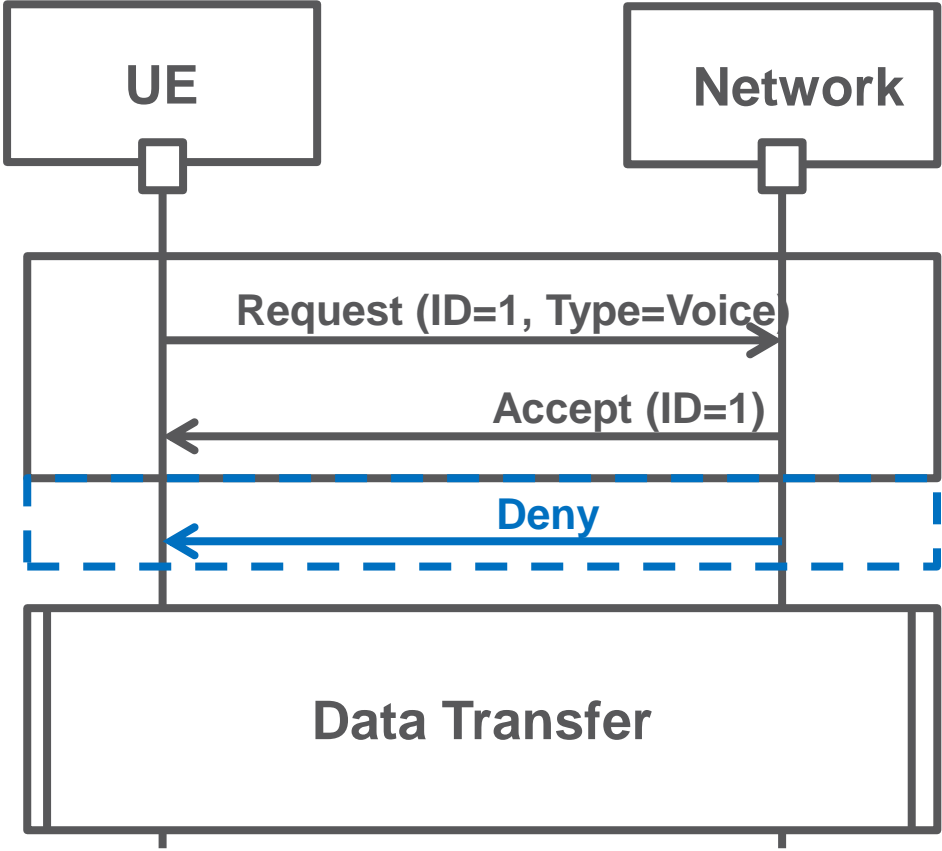 UE
Network
Request (ID=1, Type=Voice)
Accept (ID=1)
Deny
Data Transfer